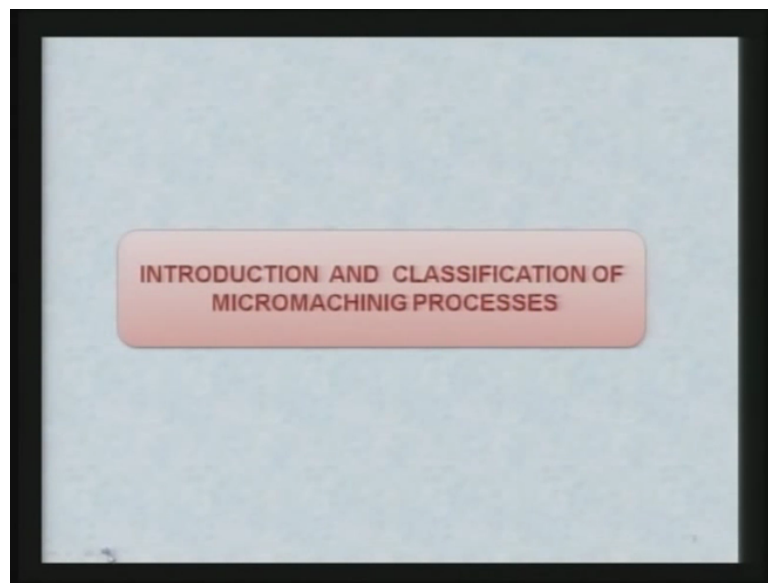 INTRODUCTION AND CLASSIFICATION OF
MICROMACHINIG PROCESSES